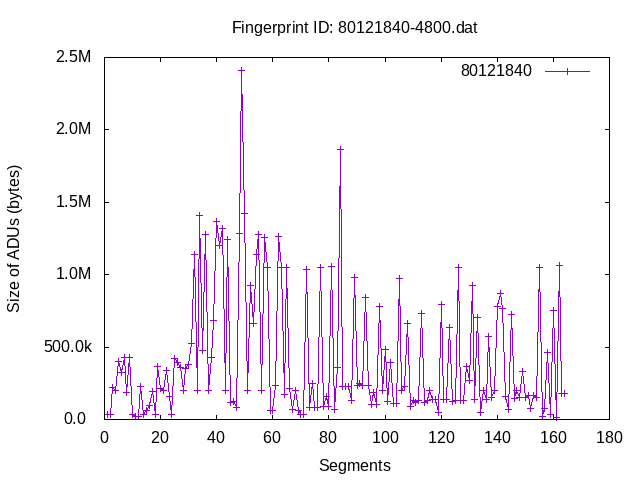 Fingerprint ID: 80121840-4800.dat
80121840
Size of ADUs (bytes)
2.5M
2.0M
1.5M
1.0M
500.0k
0.0
0 20 40 60 80 100 120 140 160 180
Segments